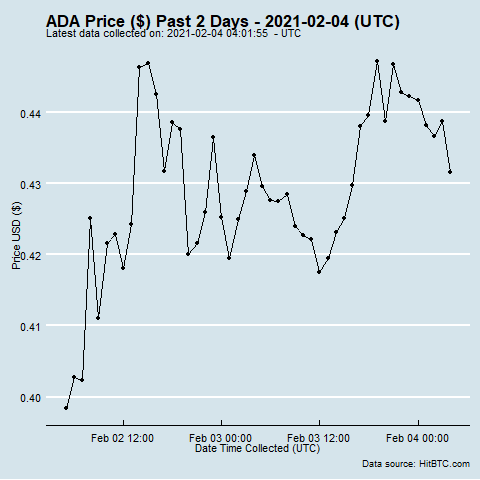 ADA Price ($) Past 2 Days - 2021-02-04 (UTC)
Latest data collected on: 2021-02-04 04:01:55  - UTC
0.44
0.43
0.42
0.41
0.40
Price USD ($)
Feb 02 12:00
Feb 03 00:00
Feb 03 12:00
Feb 04 00:00
Date Time Collected (UTC)
Data source: HitBTC.com